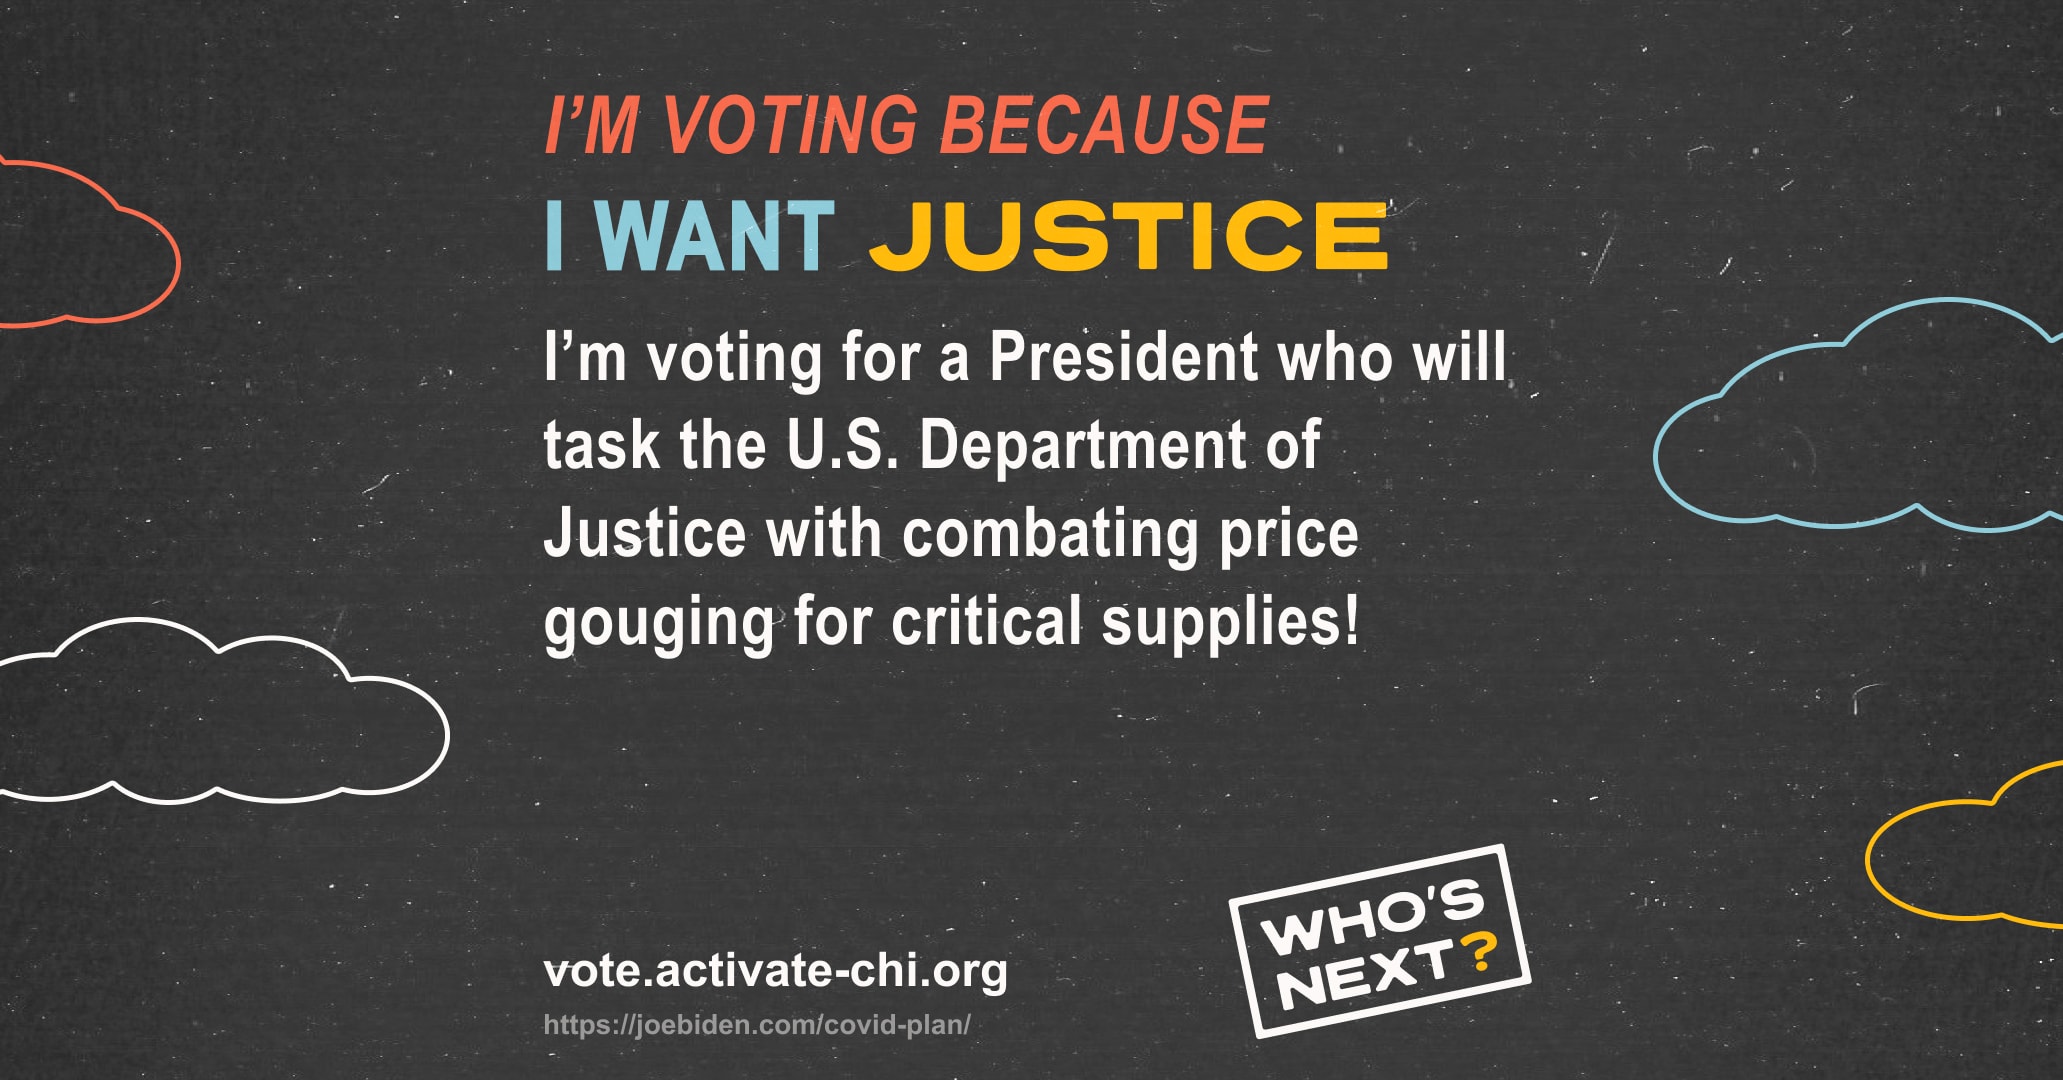 I’M VOTING BECAUSE
I WANT JUSTICE
I’m voting for a President who will
task the U.S. Department of
Justice with combating price
gouging for critical supplies!
vote.activate-chi.org
https://joebiden.com/covid-plan/
WHO’S
NEXT?